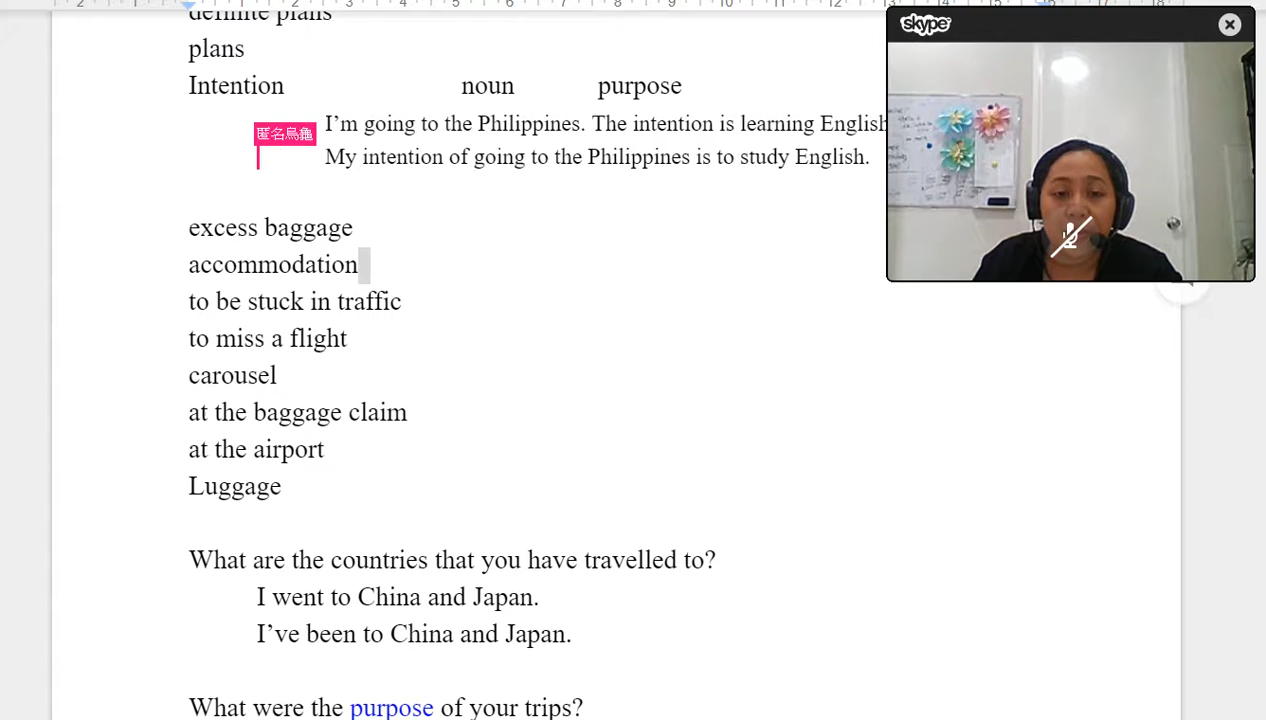 definite plans
plans
Intention noun purpose
I'm going to the Philippines. The intention is learning English
匿名烏龜
My intention of going to the Philippines is to study English.
excess baggage
accommodation
to be stuck in traffic
to miss a flight
carousel
at the baggage claim
at the airport
Luggage
What are the countries that you have travelled to?
I went to China and Japan.
I've been to China and Japan.
What were the purpose of your trips?
skype